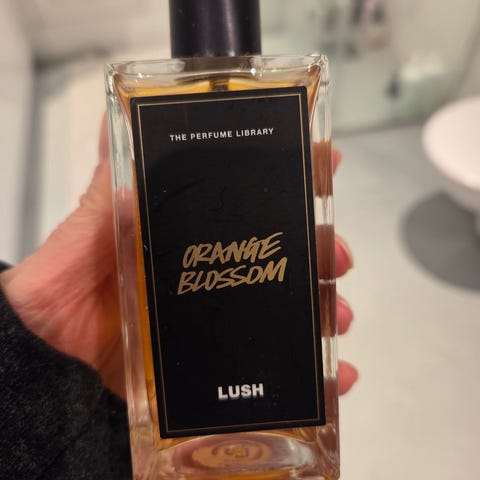 THE PERFUME LIBRARY
ORANGE
BLOSSOM
LUSH